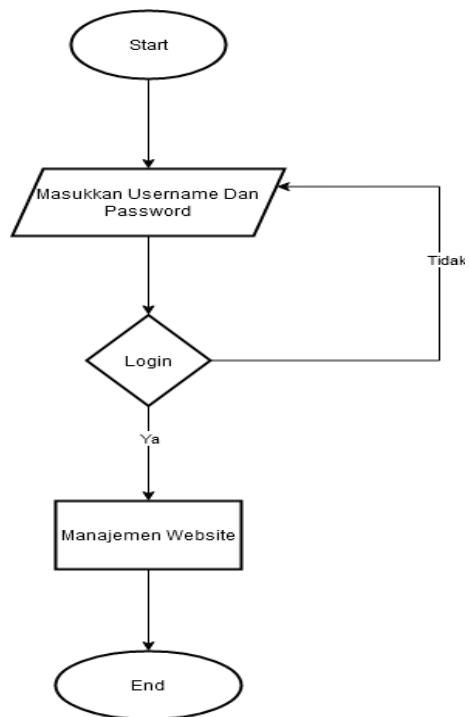 Start
Masukkan Username Dan
Password
Tidak
Login
Ya
Manajemen Website
End